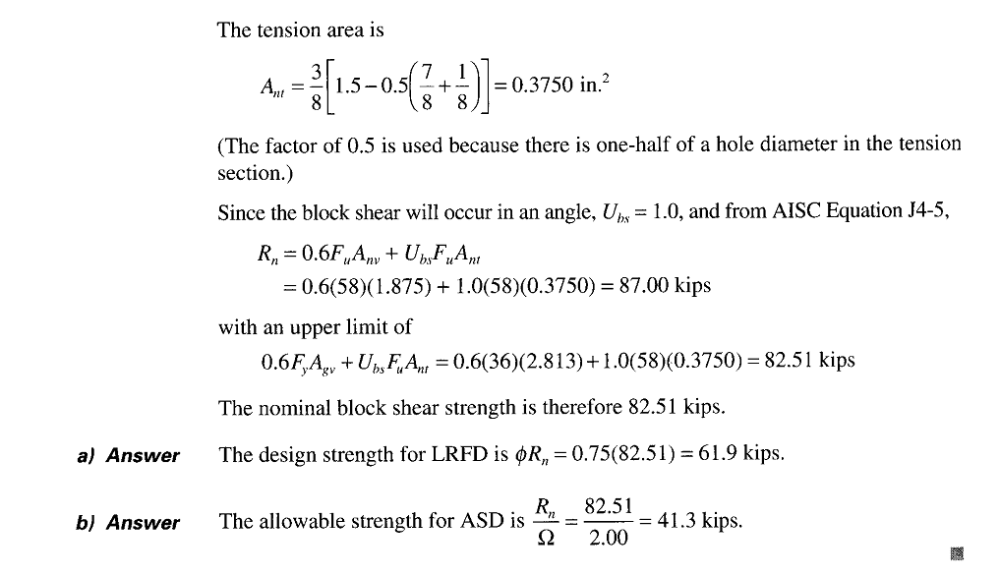 The tension area is
A_nt = 3/8 [1.5 − 0.5(7/8 + 1/8)] = 0.3750 in.²
(The factor of 0.5 is used because there is one-half of a hole diameter in the tension
section.)
Since the block shear will occur in an angle, U_bs = 1.0, and from AISC Equation J4-5,
R_n = 0.6F_uA_nv + U_bsF_uA_nt
= 0.6(58)(1.875) + 1.0(58)(0.3750) = 87.00 kips
with an upper limit of
0.6F_yA_gv + U_bsF_uA_nt = 0.6(36)(2.813) + 1.0(58)(0.3750) = 82.51 kips
The nominal block shear strength is therefore 82.51 kips.
a) Answer The design strength for LRFD is ϕR_n = 0.75(82.51) = 61.9 kips.
b) Answer The allowable strength for ASD is R_n/Ω = 82.51/2.00 = 41.3 kips.